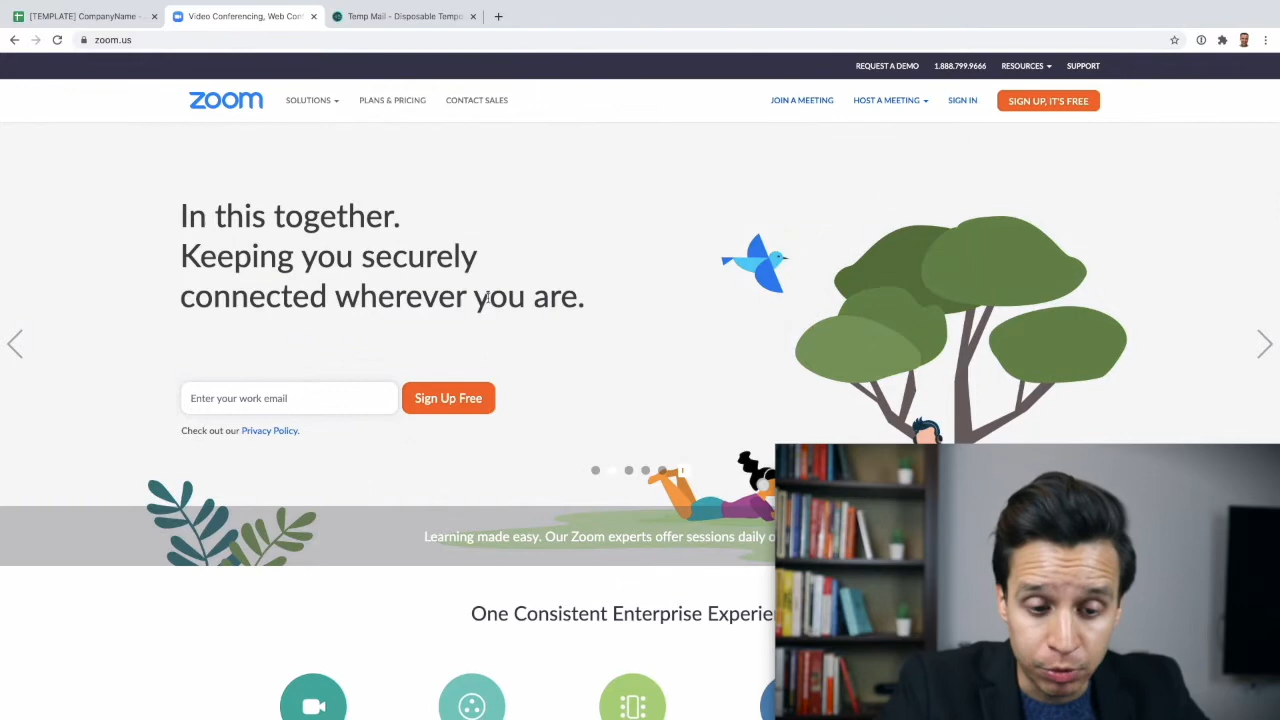 [TEMPLATE] CompanyName -
Video Conferencing, Web Con
Temp Mail - Disposable Tempo
zoom.us
REQUEST A DEMO 1.888.799.9666 RESOURCES SUPPORT
zoom SOLUTIONS PLANS & PRICING CONTACT SALES JOIN A MEETING HOST A MEETING SIGN IN SIGN UP, IT'S FREE
In this together.
Keeping you securely
connected wherever you are.
Enter your work email Sign Up Free
Check out our Privacy Policy.
Learning made easy. Our Zoom experts offer sessions daily o
One Consistent Enterprise Experie